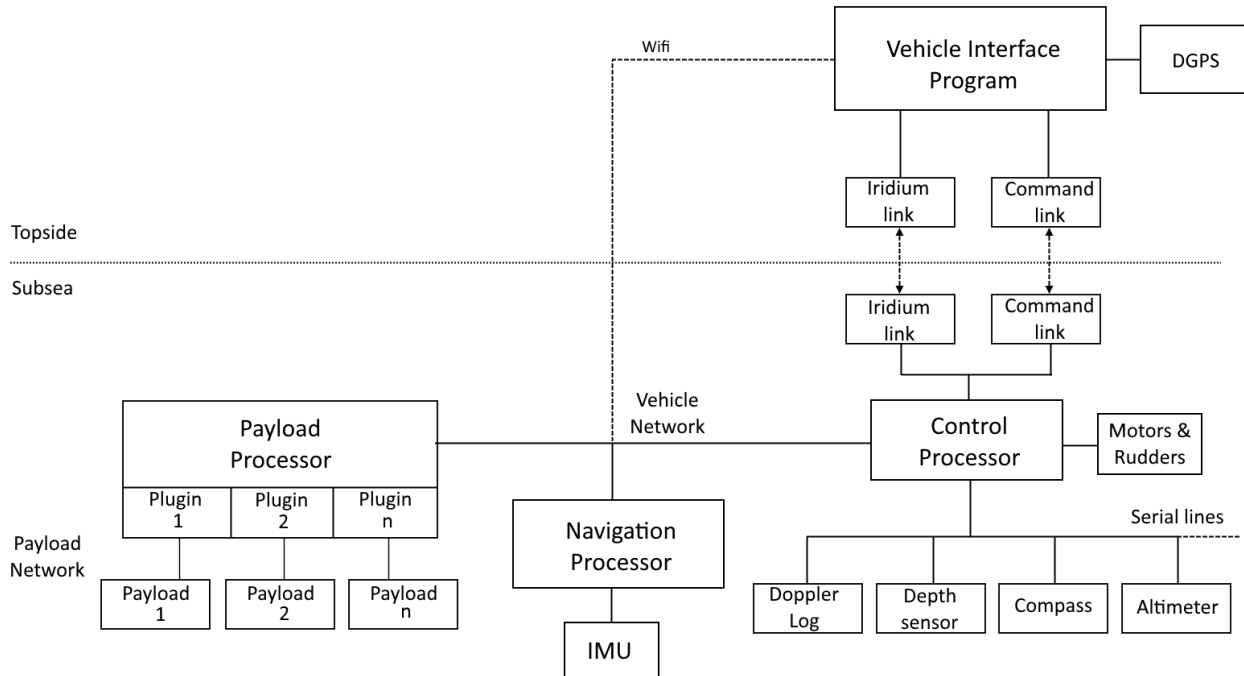 Wifi
Vehicle Interface
Program
DGPS
Iridium
link
Command
link
Topside
Subsea
Iridium
link
Command
link
Vehicle
Network
Payload
Processor
Control
Processor
Motors &
Rudders
Plugin
1
Plugin
2
Plugin
n
Navigation
Processor
Serial lines
Payload
Network
Payload
1
Payload
2
Payload
n
Doppler
Log
Depth
sensor
Compass
Altimeter
IMU